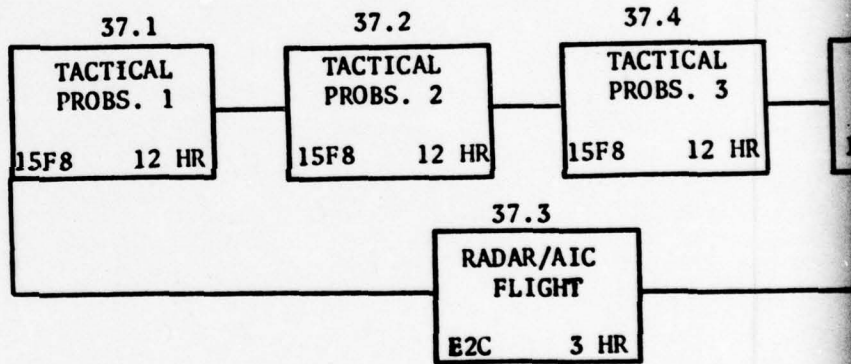 37.1
TACTICAL
PROBS. 1
15F8 12 HR
37.2
TACTICAL
PROBS. 2
15F8 12 HR
37.4
TACTICAL
PROBS. 3
15F8 12 HR
37.3
RADAR/AIC
FLIGHT
E2C 3 HR